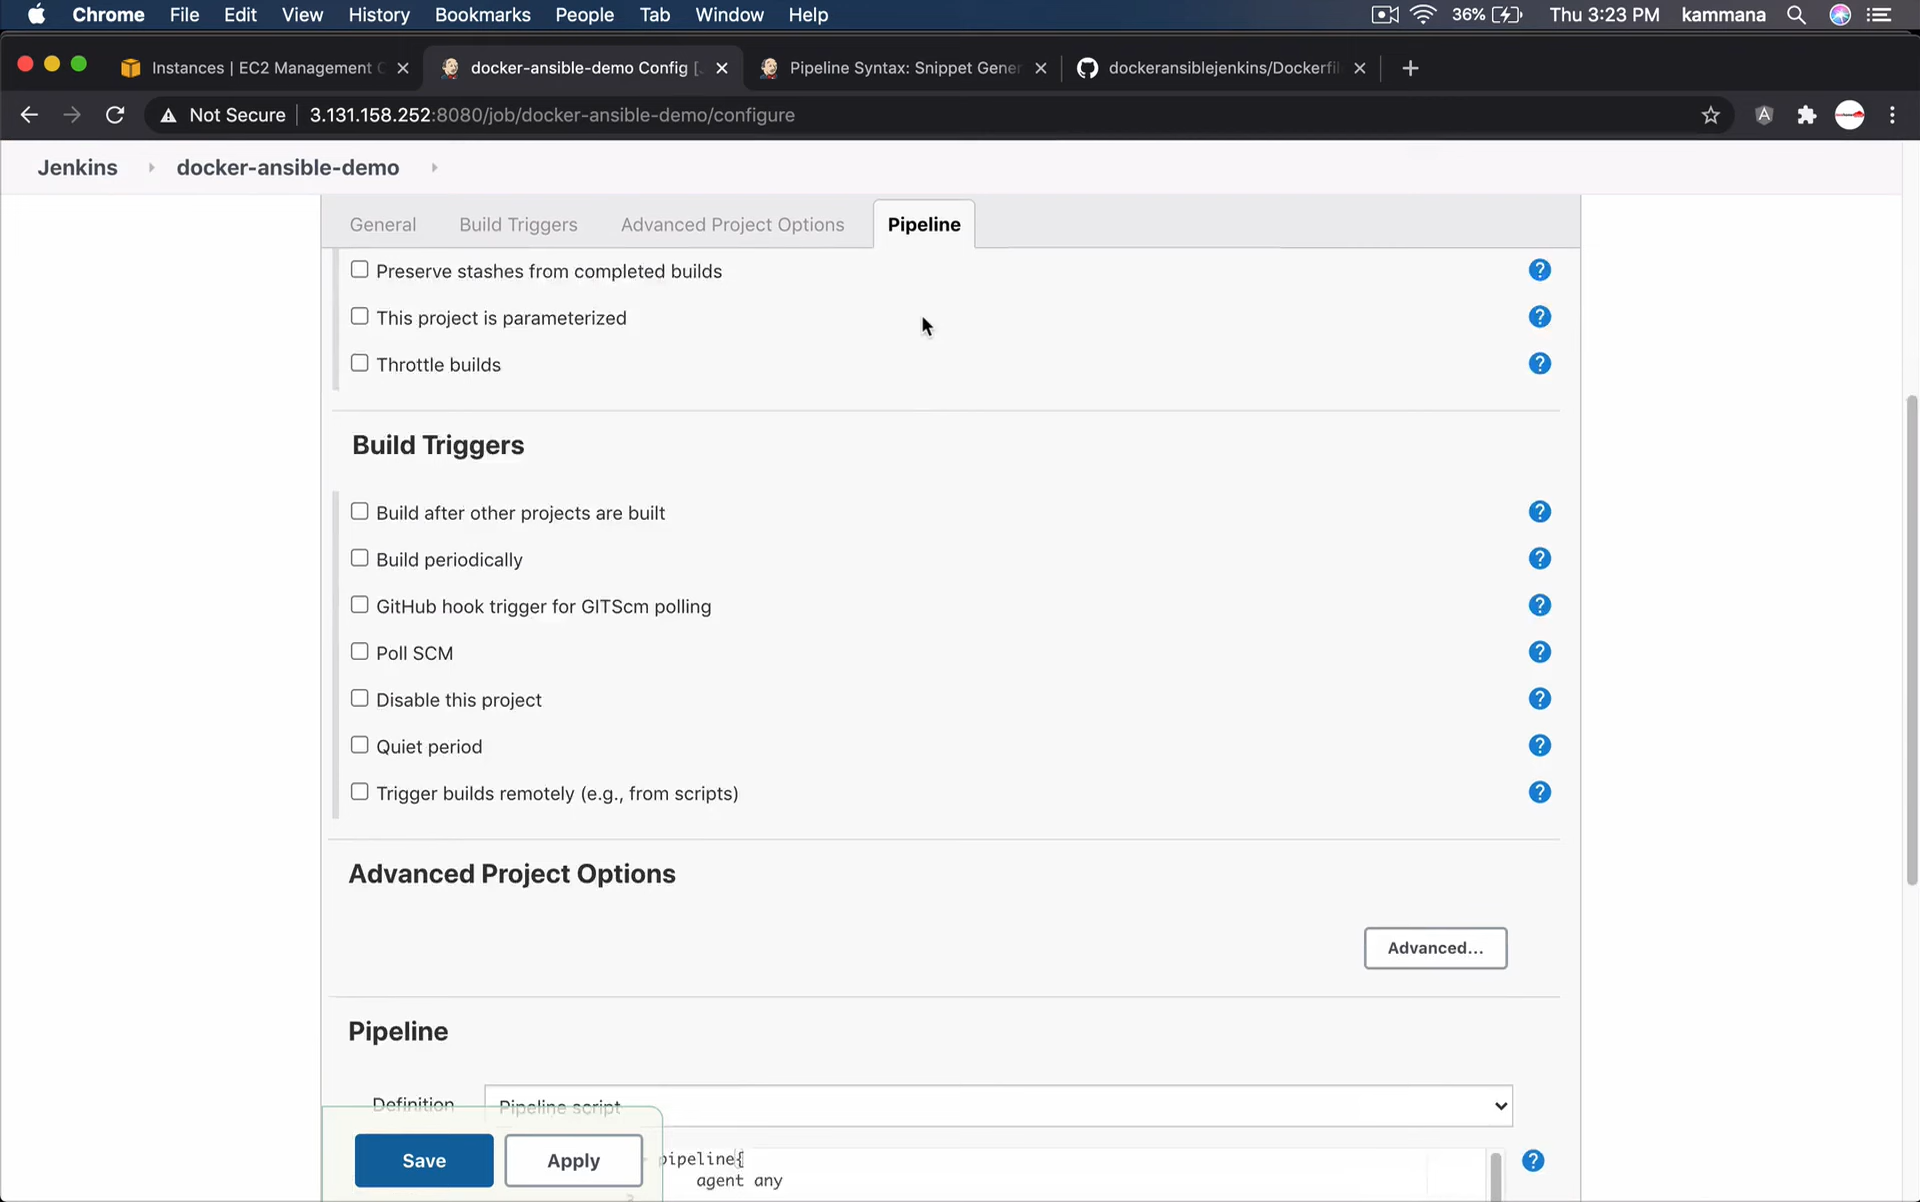 Chrome File Edit View History Bookmarks People Tab Window Help 36% Thu 3:23 PM kammana
Instances | EC2 Management C docker-ansible-demo Config [ Pipeline Syntax: Snippet Gener dockeransiblejenkins/Dockerfil
Not Secure 3.131.158.252:8080/job/docker-ansible-demo/configure
Jenkins docker-ansible-demo
General Build Triggers Advanced Project Options Pipeline
Preserve stashes from completed builds
This project is parameterized
Throttle builds
Build Triggers
Build after other projects are built
Build periodically
GitHub hook trigger for GITScm polling
Poll SCM
Disable this project
Quiet period
Trigger builds remotely (e.g., from scripts)
Advanced Project Options
Advanced...
Pipeline
Definition Pipeline script
Save Apply
pipeline{
agent any